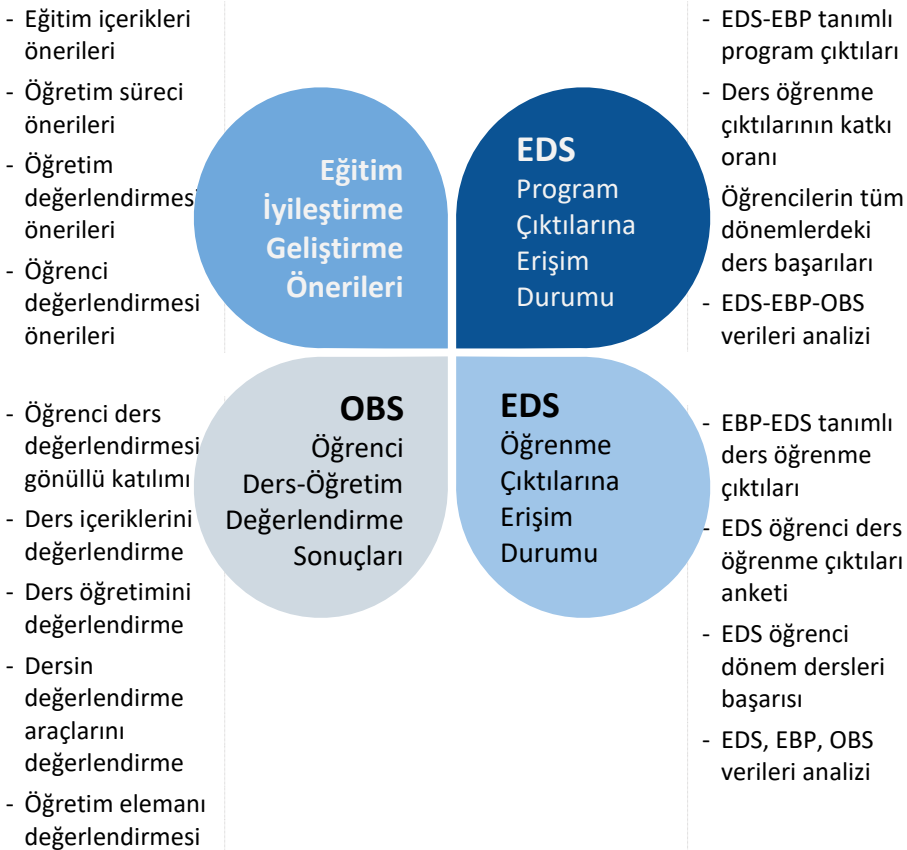 - Eğitim içerikleri
önerileri
- Öğretim süreci
önerileri
- Öğretim
değerlendirmesi
önerileri
- Öğrenci
değerlendirmesi
önerileri
Eğitim
İyileştirme
Geliştirme
Önerileri
EDS
Program
Çıktılarına
Erişim
Durumu
- EDS-EBP tanımlı
program çıktıları
- Ders öğrenme
çıktılarının katkı
oranı
Öğrencilerin tüm
dönemlerdeki
ders başarıları
- EDS-EBP-OBS
verileri analizi
- Öğrenci ders
değerlendirmesi
gönüllü katılımı
- Ders içeriklerini
değerlendirme
- Ders öğretimini
değerlendirme
- Dersin
değerlendirme
araçlarını
değerlendirme
- Öğretim elemanı
değerlendirmesi
OBS
Öğrenci
Ders-Öğretim
Değerlendirme
Sonuçları
EDS
Öğrenme
Çıktılarına
Erişim
Durumu
- EBP-EDS tanımlı
ders öğrenme
çıktıları
- EDS öğrenci ders
öğrenme çıktıları
anketi
- EDS öğrenci
dönem dersleri
başarısı
- EDS, EBP, OBS
verileri analizi